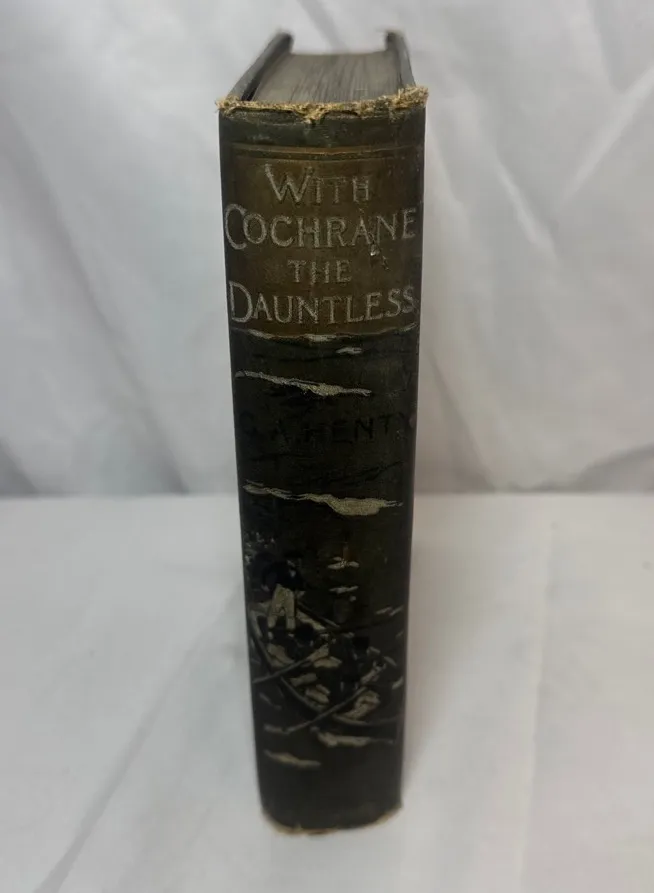 WITH
COCHRANE
THE
DAUNTLESS
G. A. HENTY